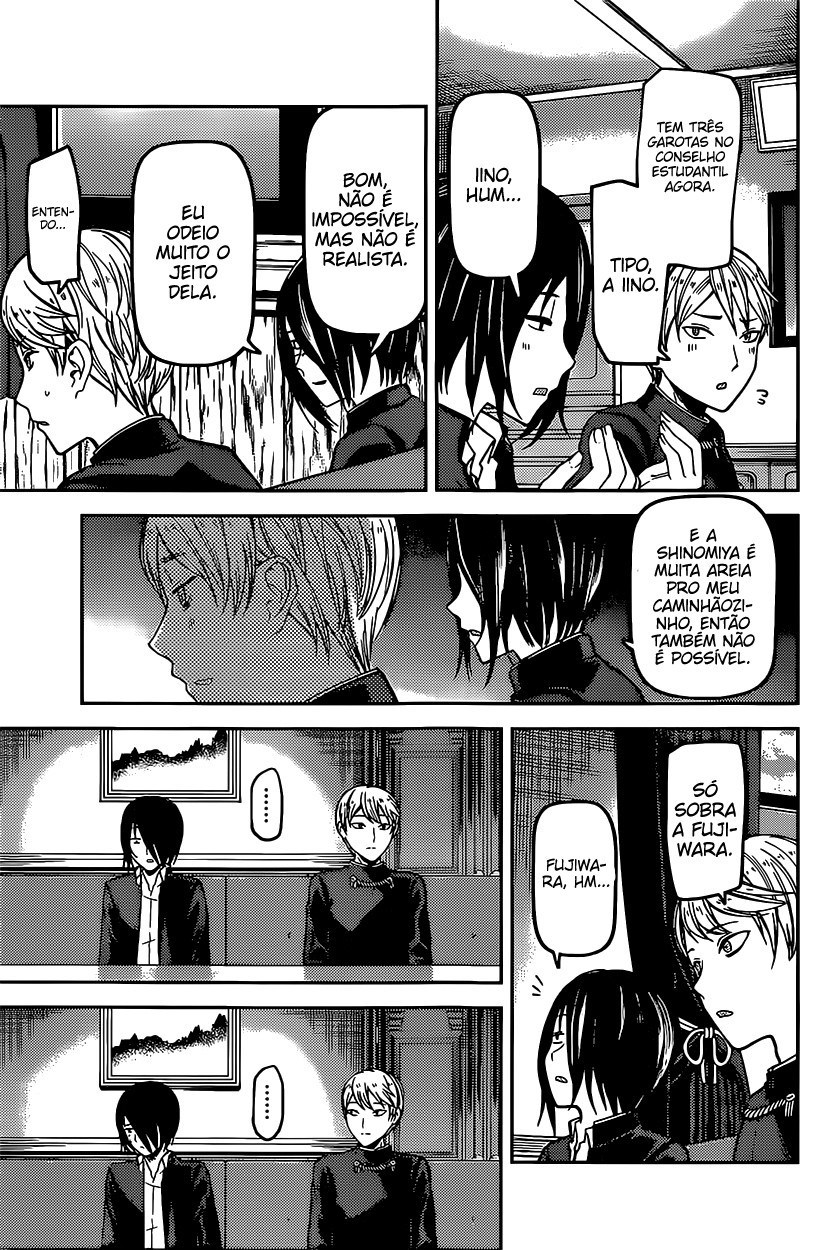 TEM TRÊS
GAROTAS NO
CONSELHO
ESTUDANTIL
AGORA.
TIPO,
A IINO.
IINO,
HUM...
BOM,
NÃO É
IMPOSSÍVEL,
MAS NÃO É
REALISTA.
EU
ODEIO
MUITO O
JEITO
DELA.
ENTEN-
DO...
E A
SHINOMIYA É
MUITA AREIA
PRO MEU
CAMINHÃOZI-
NHO, ENTÃO
TAMBÉM NÃO
É POSSÍVEL.
SÓ
SOBRA
A FUJI-
WARA.
FUJIWA-
RA, HM...
......
......